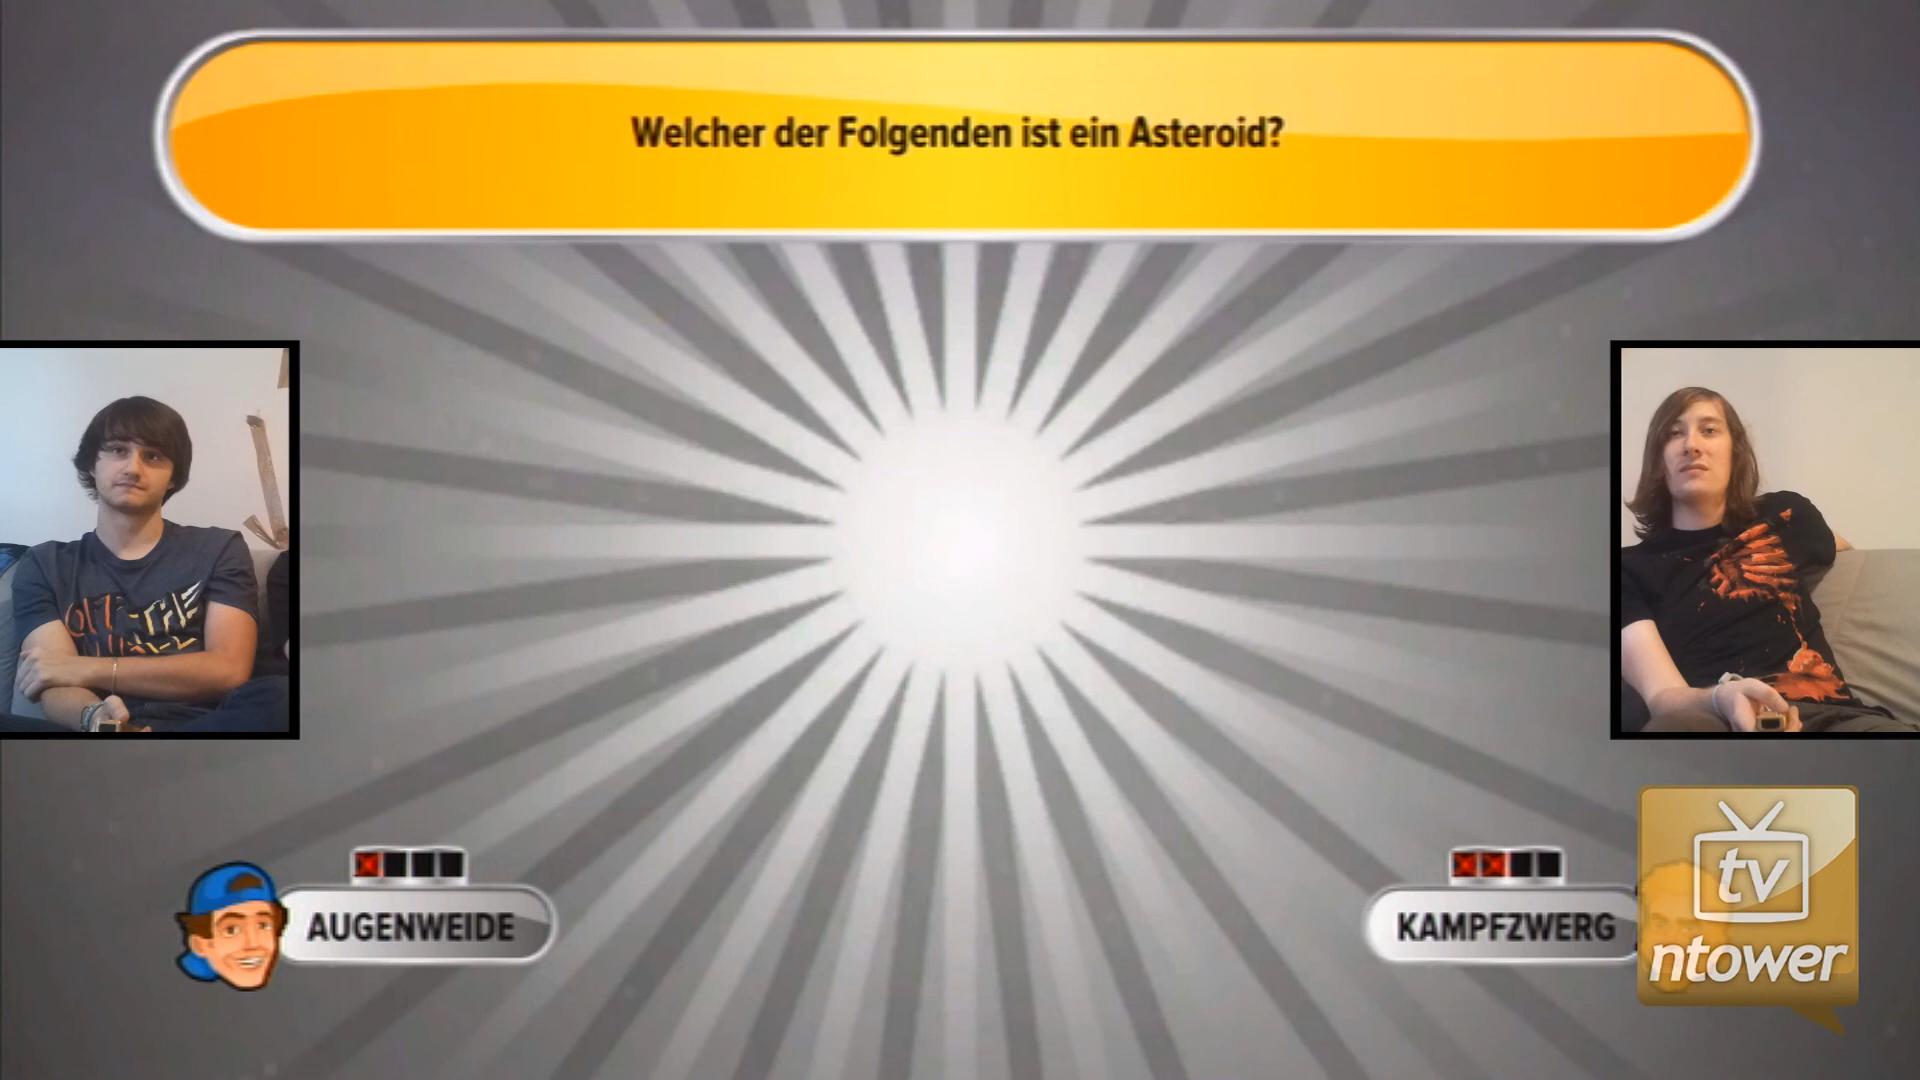 Welcher der Folgenden ist ein Asteroid?
AUGENWEIDE
KAMPFZWERG
tv
ntower